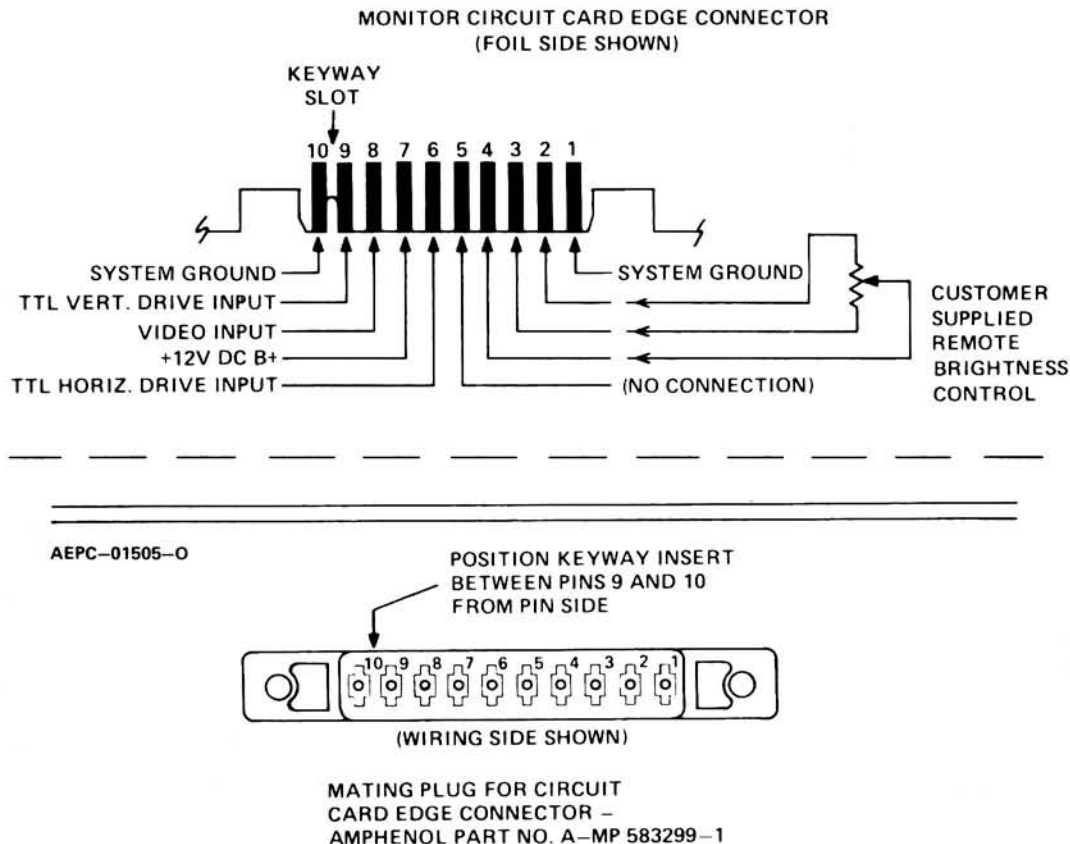 MONITOR CIRCUIT CARD EDGE CONNECTOR
(FOIL SIDE SHOWN)
KEYWAY
SLOT
10 9 8 7 6 5 4 3 2 1
SYSTEM GROUND
TTL VERT. DRIVE INPUT
VIDEO INPUT
+12V DC B+
TTL HORIZ. DRIVE INPUT
SYSTEM GROUND
(NO CONNECTION)
CUSTOMER
SUPPLIED
REMOTE
BRIGHTNESS
CONTROL
AEPC–01505–O
POSITION KEYWAY INSERT
BETWEEN PINS 9 AND 10
FROM PIN SIDE
10 9 8 7 6 5 4 3 2 1
(WIRING SIDE SHOWN)
MATING PLUG FOR CIRCUIT
CARD EDGE CONNECTOR –
AMPHENOL PART NO. A–MP 583299–1